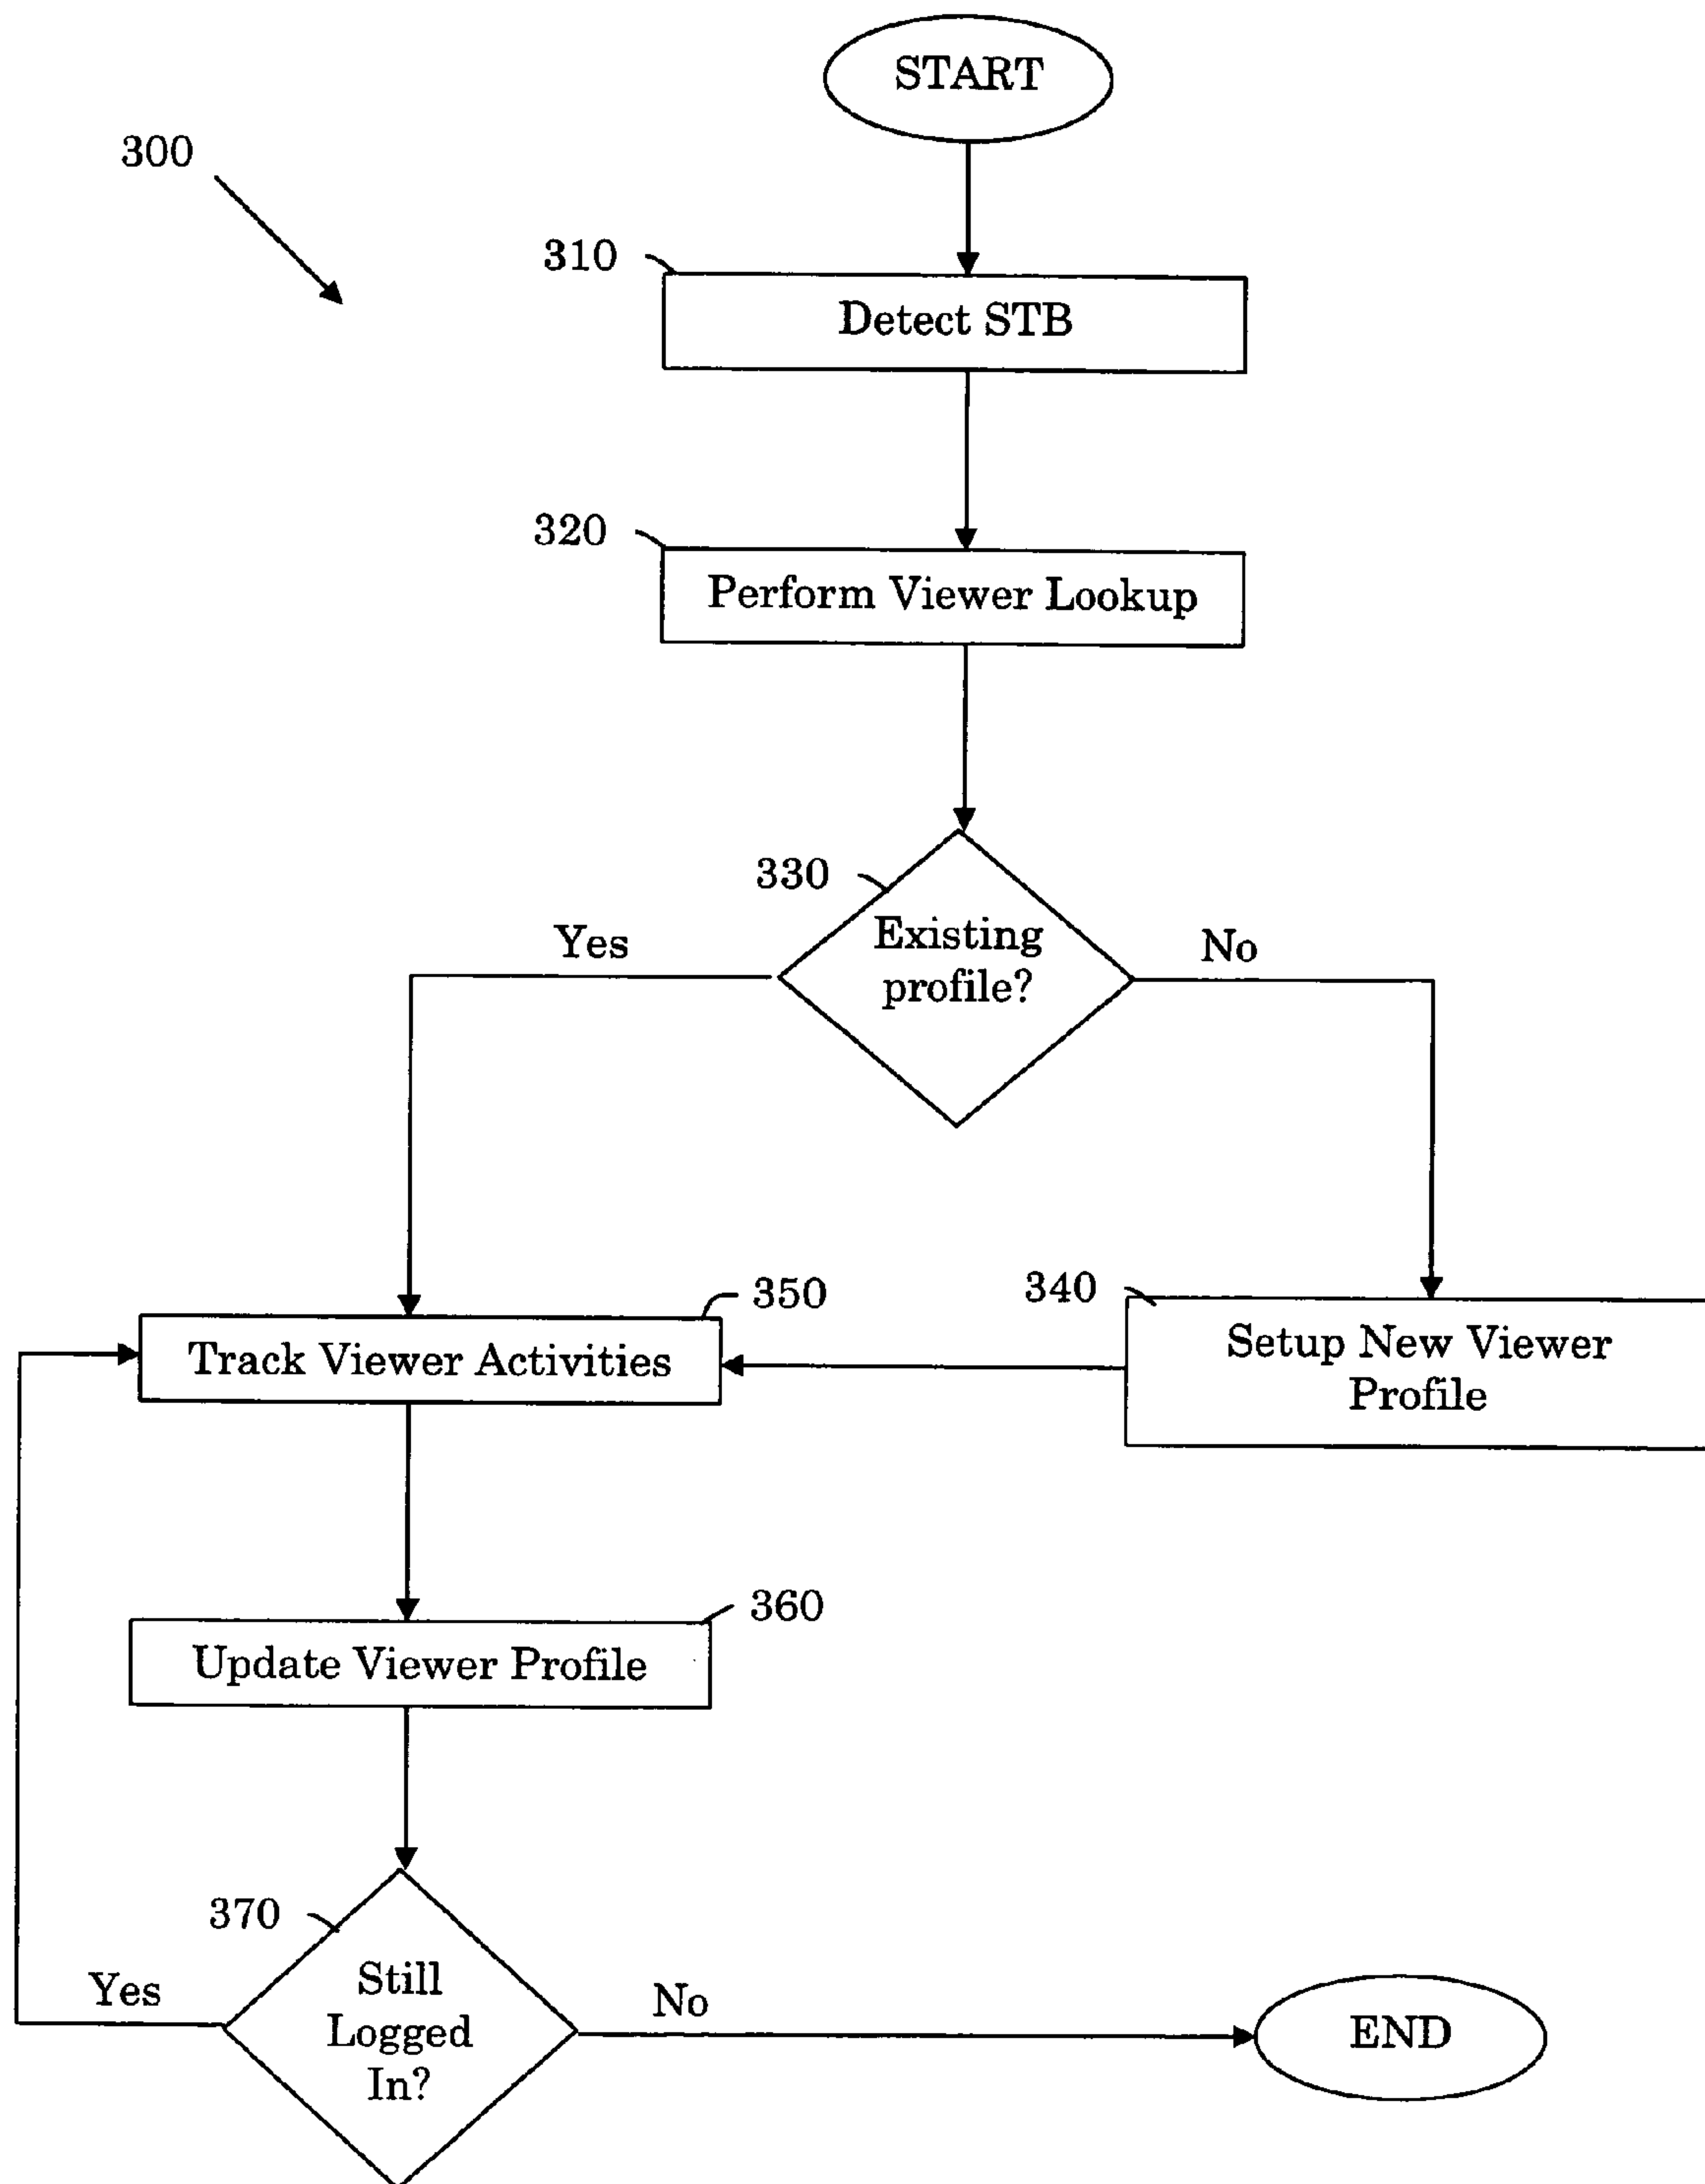 START
300
310
Detect STB
320
Perform Viewer Lookup
330
Existing
profile?
Yes
No
350
340
Track Viewer Activities
Setup New Viewer
Profile
360
Update Viewer Profile
370
Still
Logged
In?
Yes
No
END